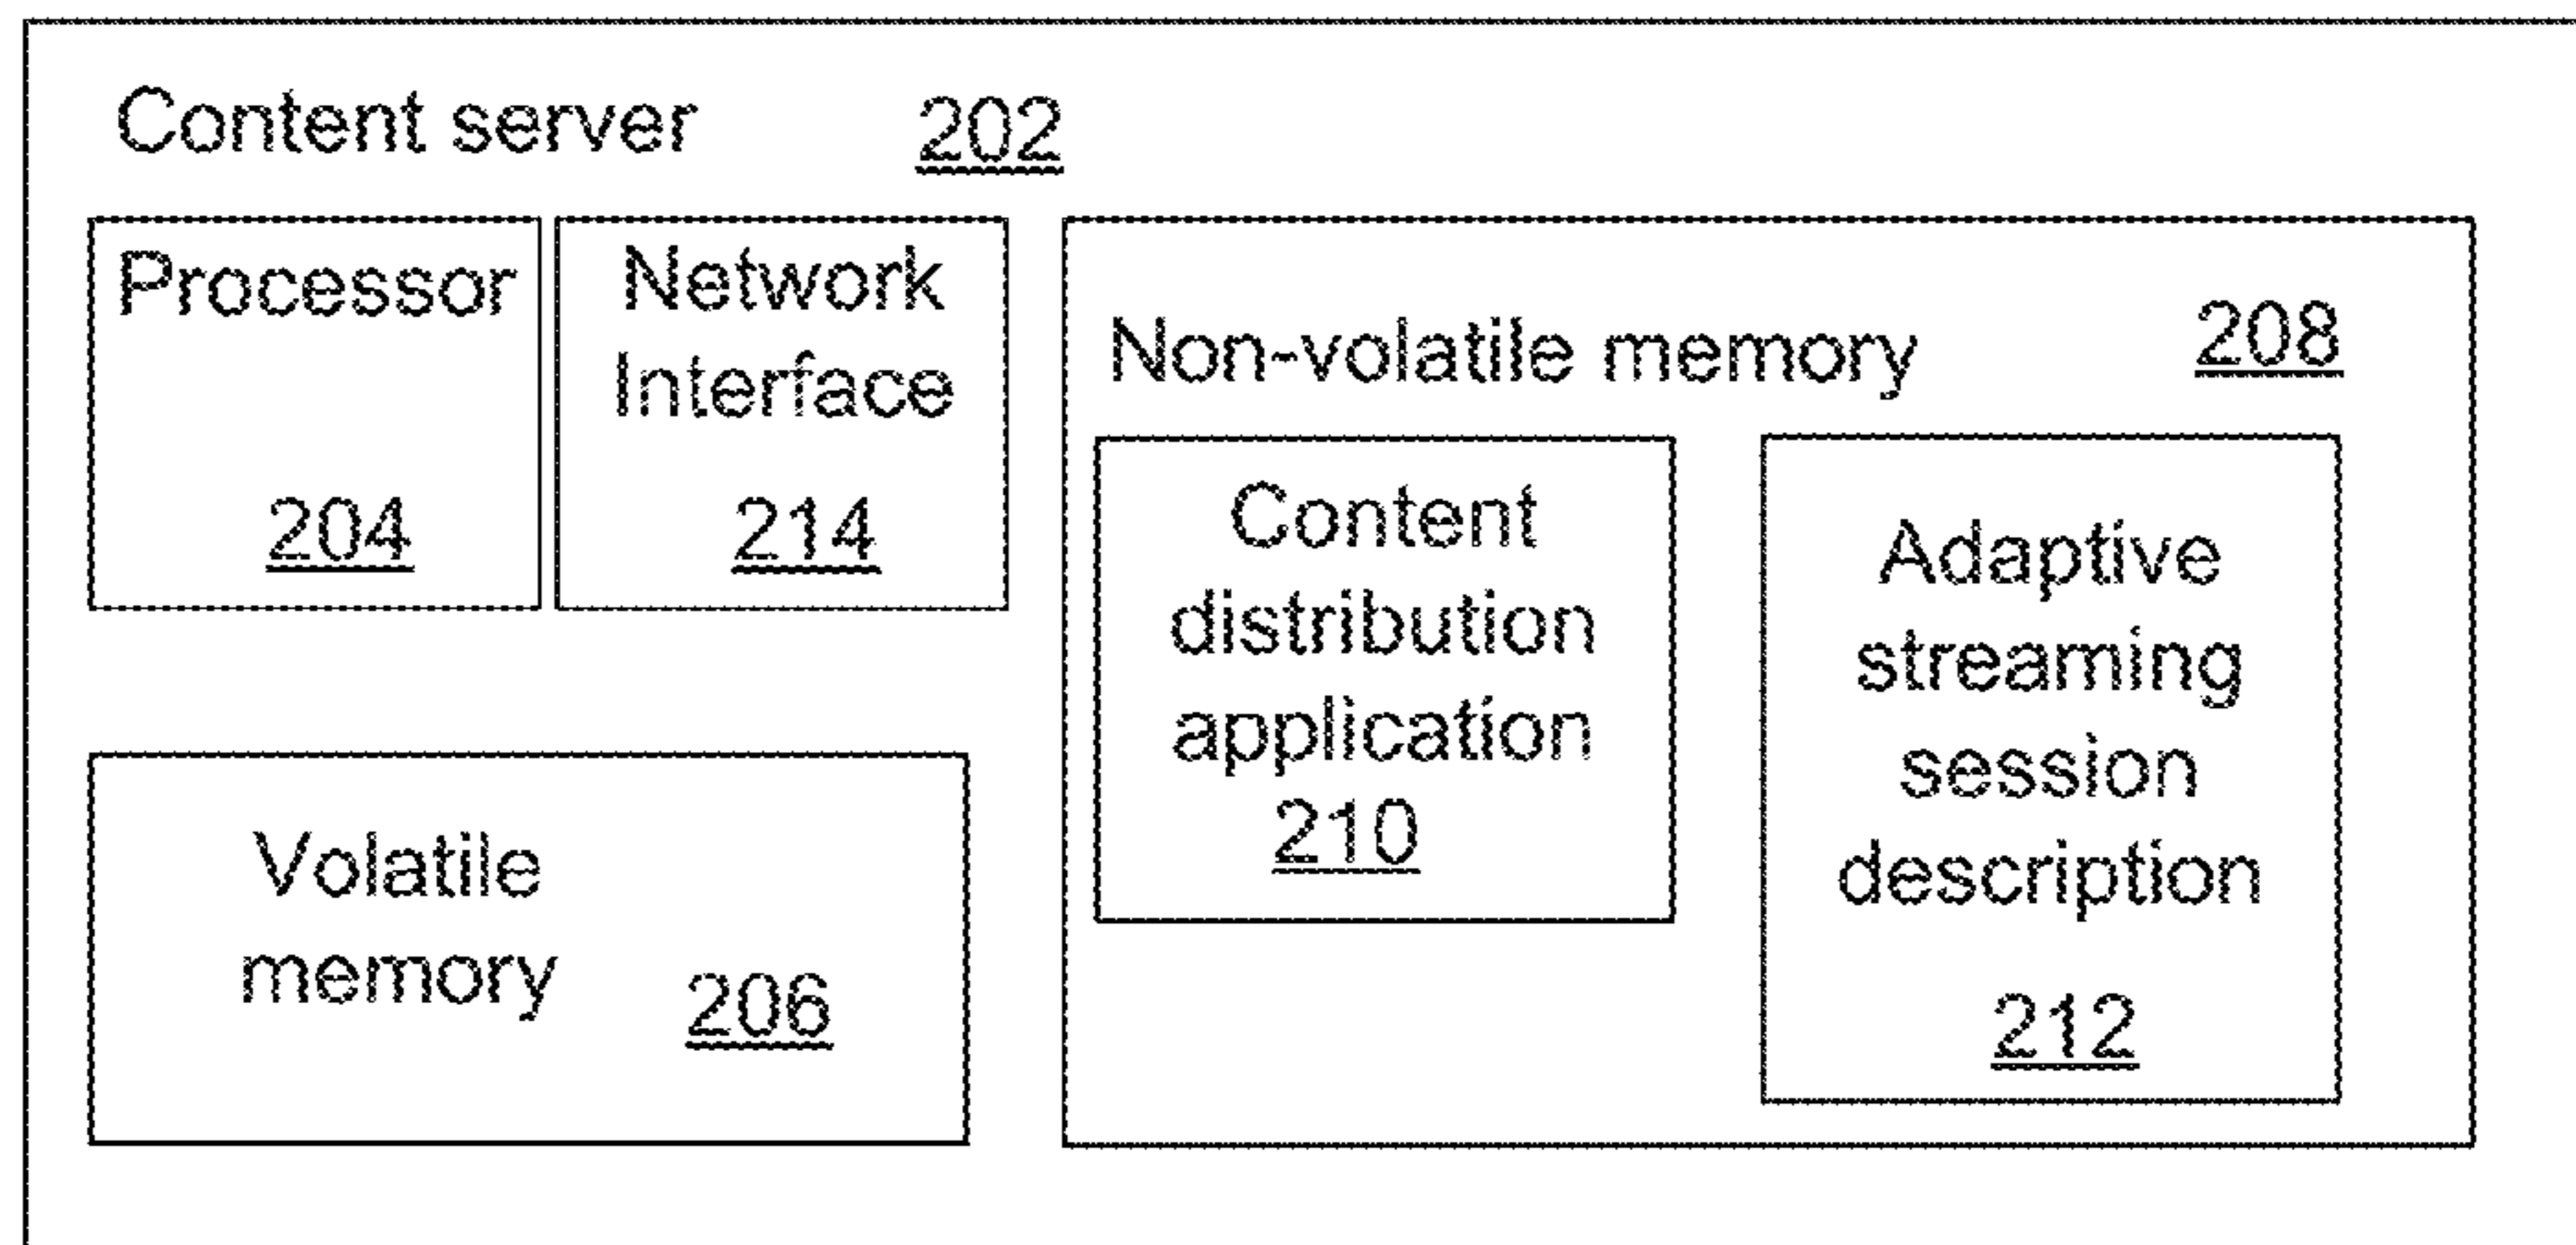 Content server 202
Processor
204
Network
Interface
214
Volatile
memory 206
Non-volatile memory 208
Content
distribution
application
210
Adaptive
streaming
session
description
212